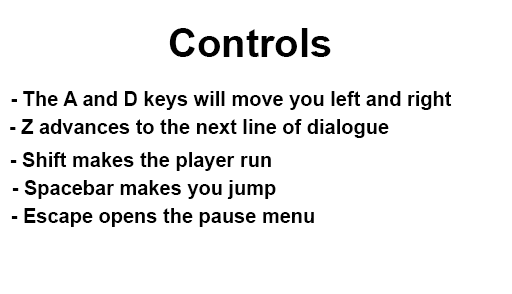 Controls
- The A and D keys will move you left and right
- Z advances to the next line of dialogue
- Shift makes the player run
- Spacebar makes you jump
- Escape opens the pause menu